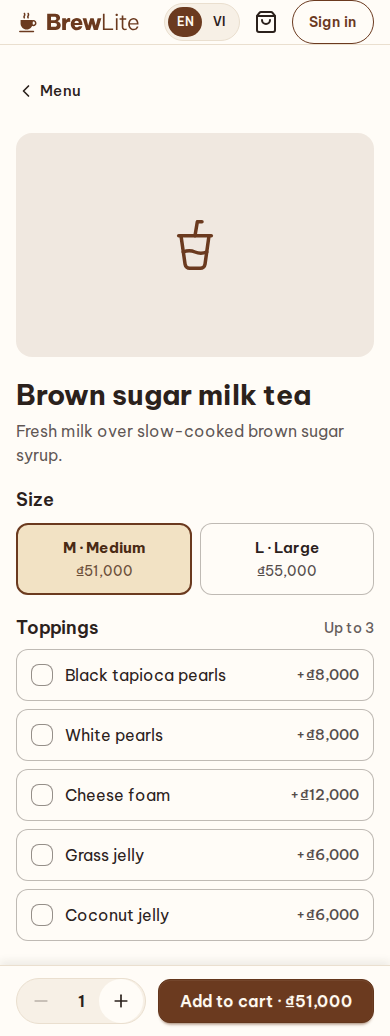 BrewLite
EN
VI
Sign in
Menu
Brown sugar milk tea
Fresh milk over slow-cooked brown sugar
syrup.
Size
M · Medium
₫51,000
L · Large
₫55,000
Toppings
Up to 3
Black tapioca pearls
+₫8,000
White pearls
+₫8,000
Cheese foam
+₫12,000
Grass jelly
+₫6,000
Coconut jelly
+₫6,000
1
Add to cart · ₫51,000